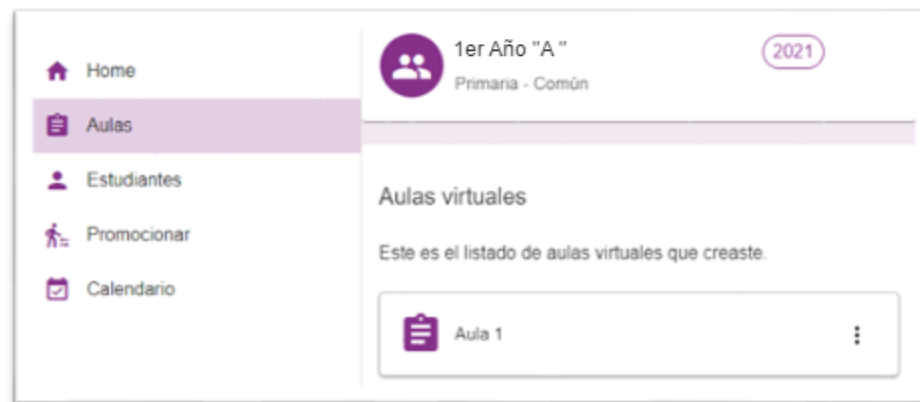 Home
Aulas
Estudiantes
Promocionar
Calendario
1er Año "A "
2021
Primaria - Común
Aulas virtuales
Este es el listado de aulas virtuales que creaste.
Aula 1